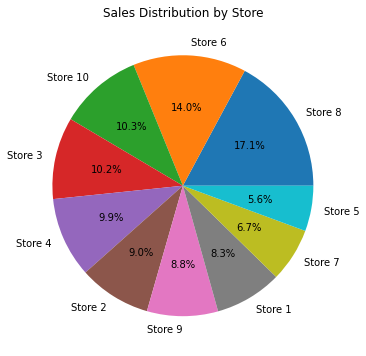 Sales Distribution by Store
Store 6
Store 10
Store 8
14.0%
10.3%
17.1%
Store 3
10.2%
5.6%
Store 5
9.9%
6.7%
Store 4
9.0%
8.3%
Store 7
8.8%
Store 2
Store 1
Store 9